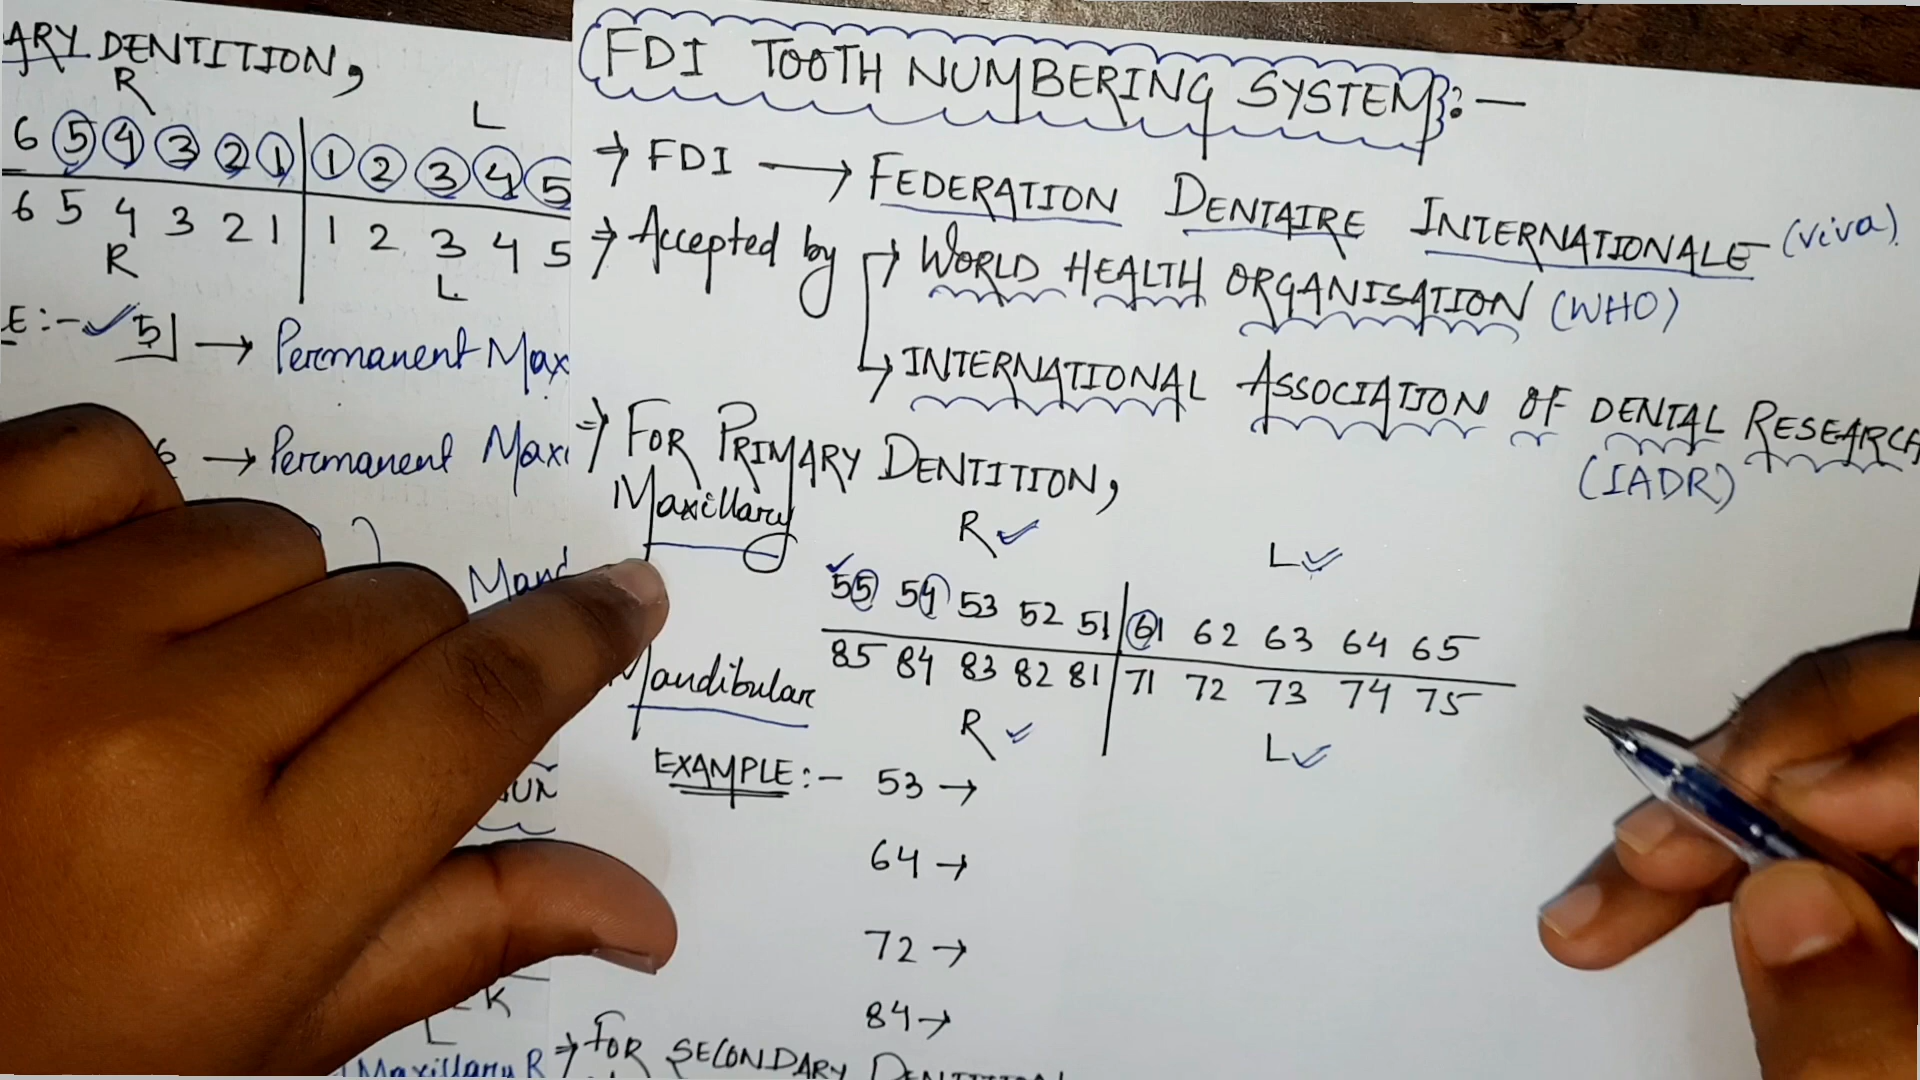 ARY DENTITION,
R L
6 5 4 3 2 1 | 1 2 3 4 5
6 5 4 3 2 1 | 1 2 3 4 5
R L
E:- ✓ 5| → Permanent Max
6 → Permanent Maxi
Mand
Maxillary R
FDI TOOTH NUMBERING SYSTEM:-
→ FDI → FEDERATION DENTAIRE INTERNATIONALE (viva)
⇒ Accepted by → WORLD HEALTH ORGANISATION (WHO)
→ INTERNATIONAL ASSOCIATION OF DENTAL RESEARCH
(IADR)
⇒ FOR PRIMARY DENTITION,
Maxillary
R ✓ L ✓
✓ 55 54 53 52 51 | 61 62 63 64 65
85 84 83 82 81 | 71 72 73 74 75
Mandibular
R ✓ L ✓
EXAMPLE:- 53 →
64 →
72 →
84 →
⇒ FOR SECONDARY DENTITION